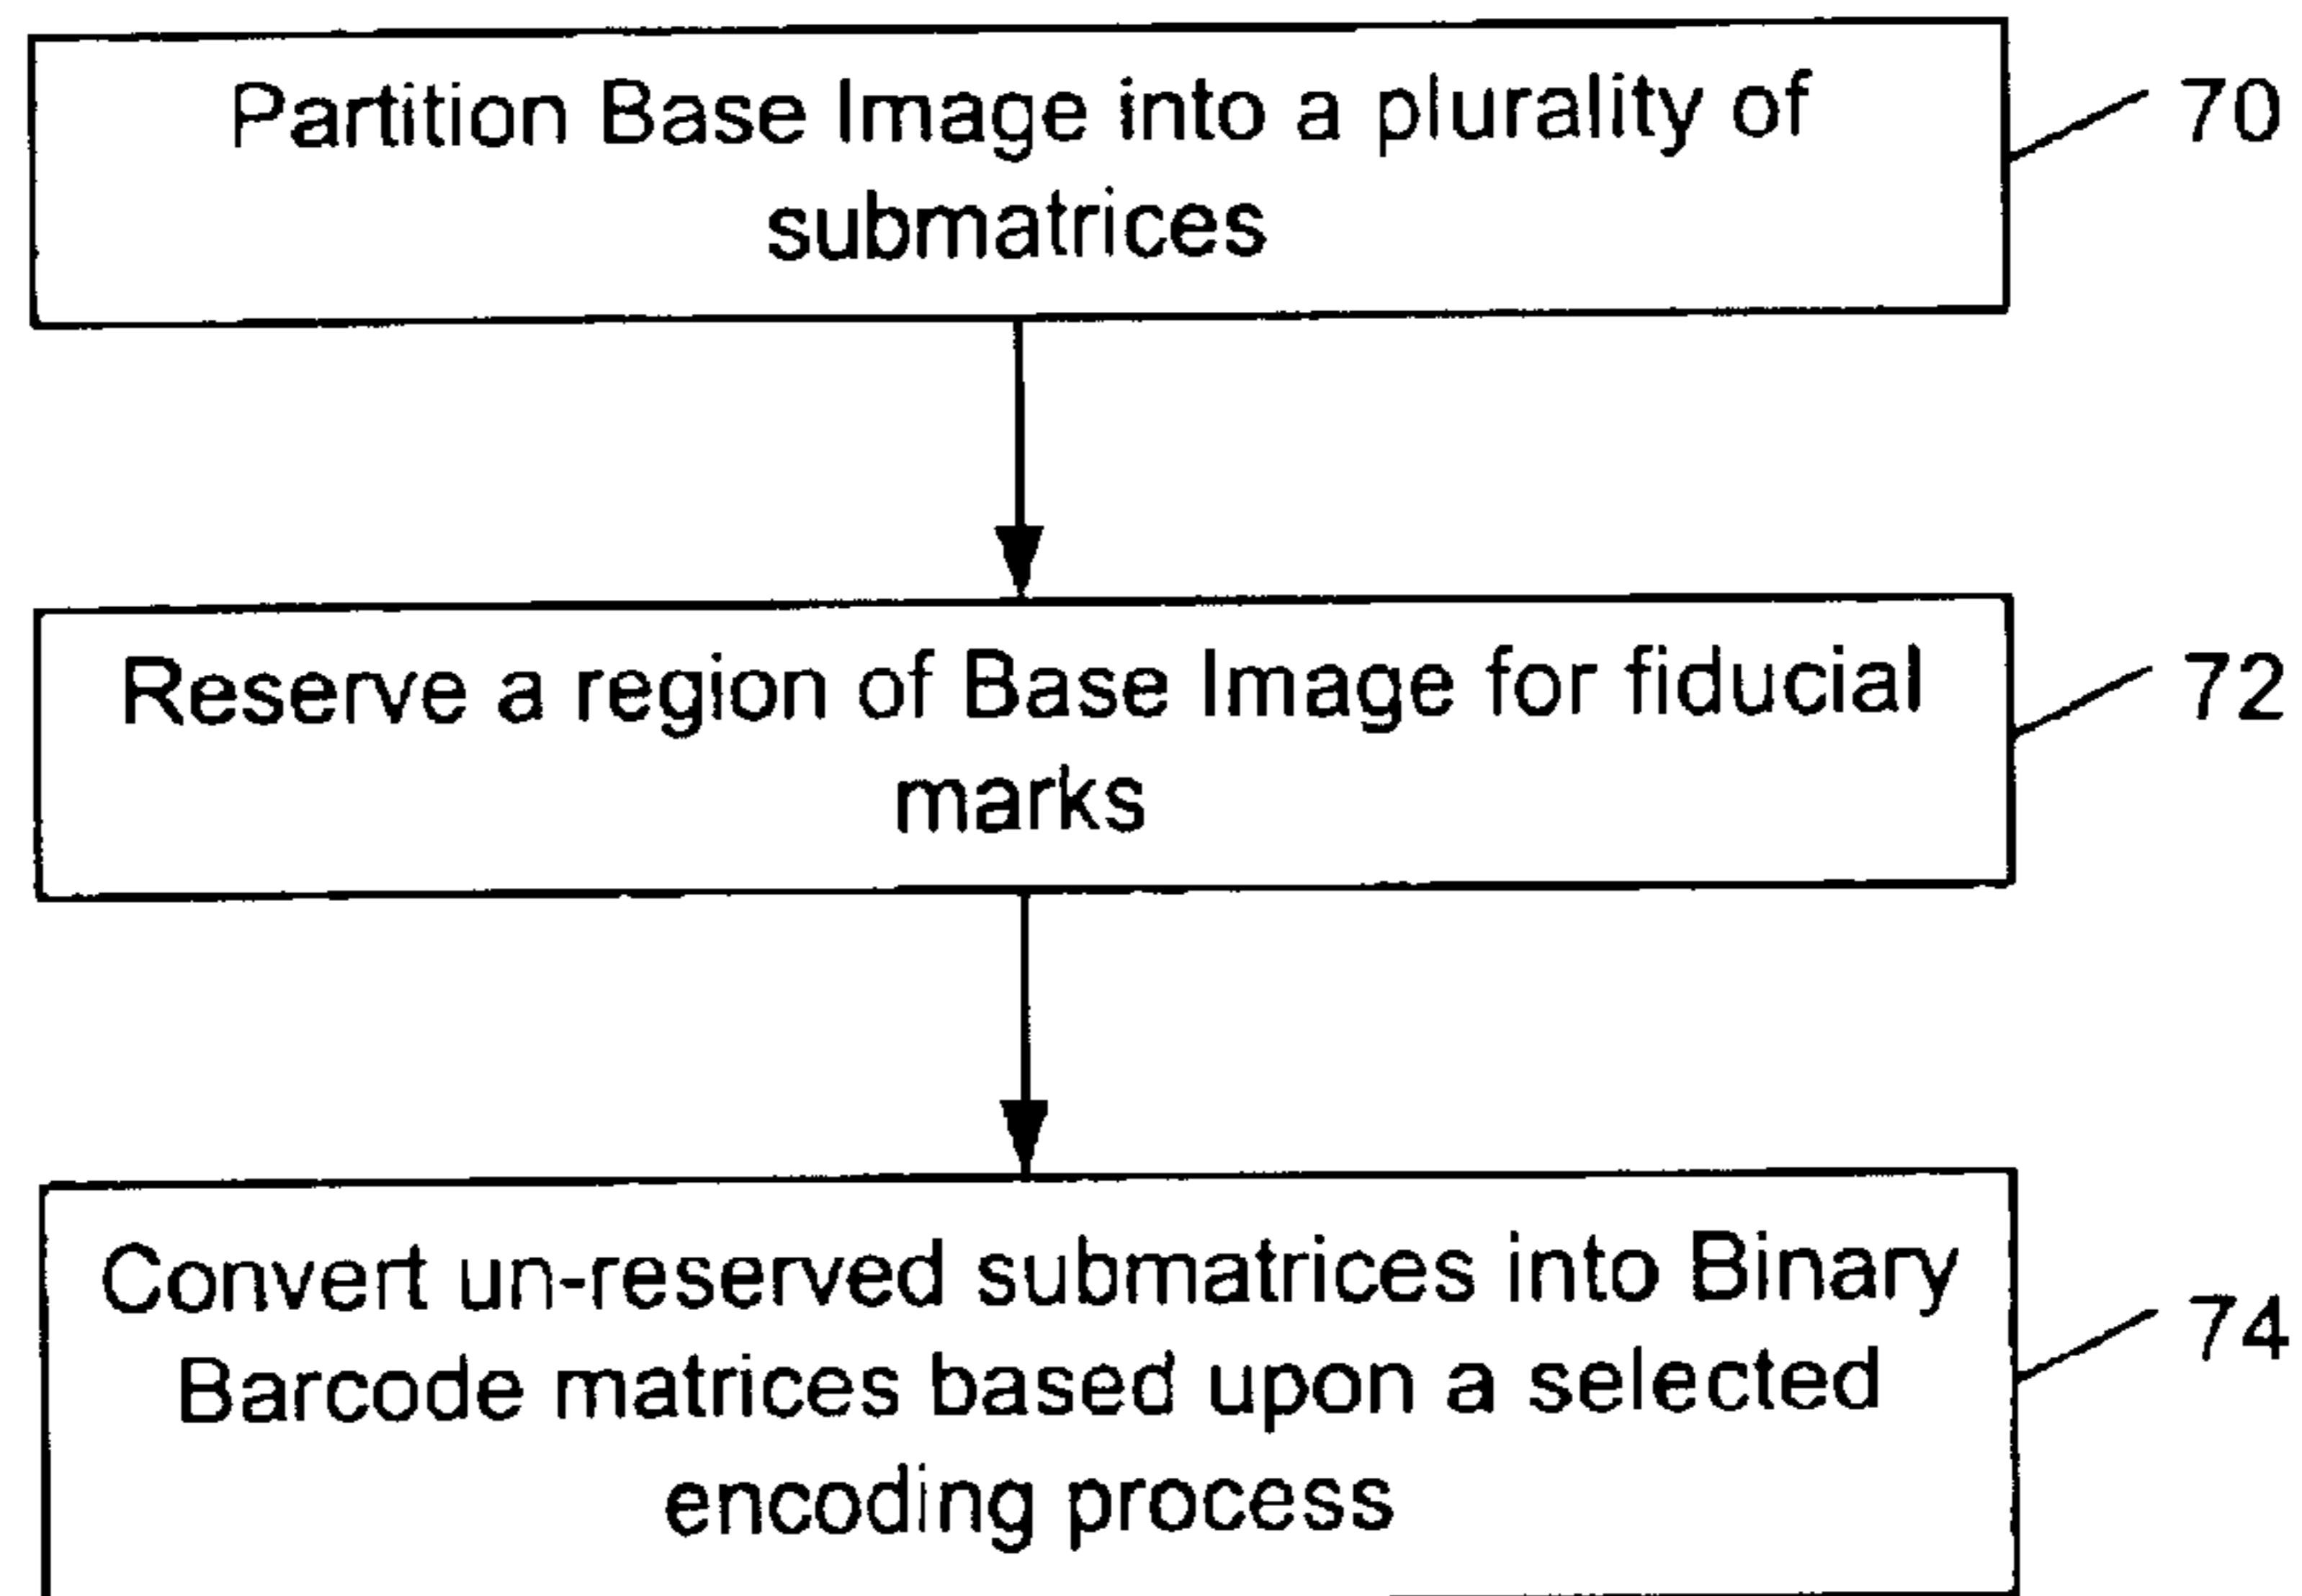 Partition Base Image into a plurality of
submatrices
70
Reserve a region of Base Image for fiducial
marks
72
Convert un-reserved submatrices into Binary
Barcode matrices based upon a selected
encoding process
74